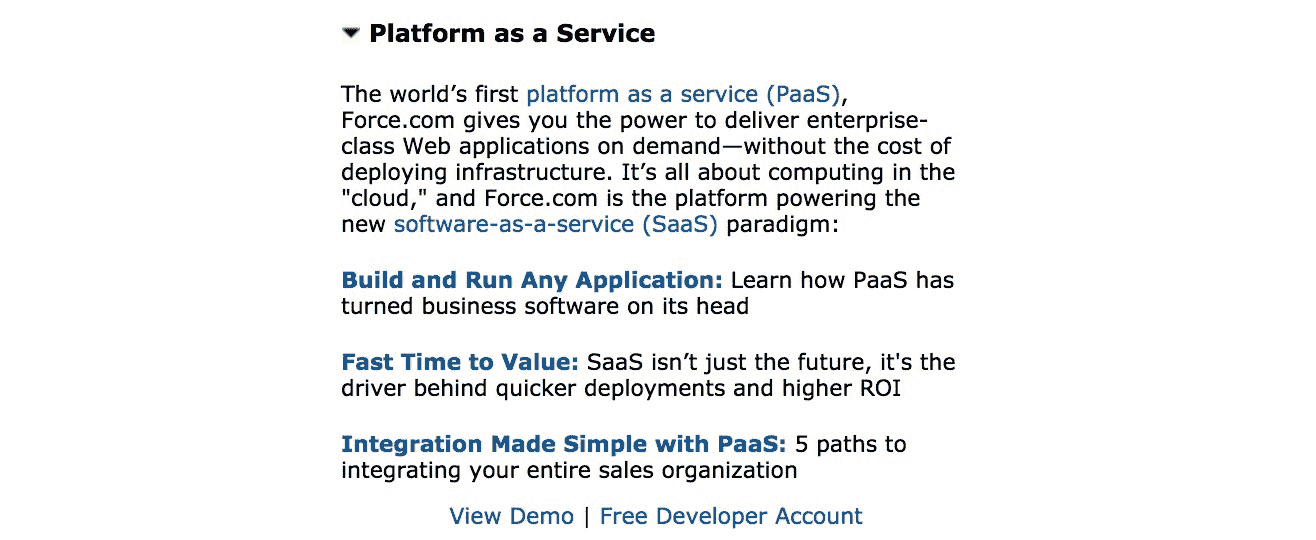 Platform as a Service
The world’s first platform as a service (PaaS),
Force.com gives you the power to deliver enterprise-
class Web applications on demand—without the cost of
deploying infrastructure. It’s all about computing in the
"cloud," and Force.com is the platform powering the
new software-as-a-service (SaaS) paradigm:
Build and Run Any Application: Learn how PaaS has
turned business software on its head
Fast Time to Value: SaaS isn’t just the future, it's the
driver behind quicker deployments and higher ROI
Integration Made Simple with PaaS: 5 paths to
integrating your entire sales organization
View Demo | Free Developer Account